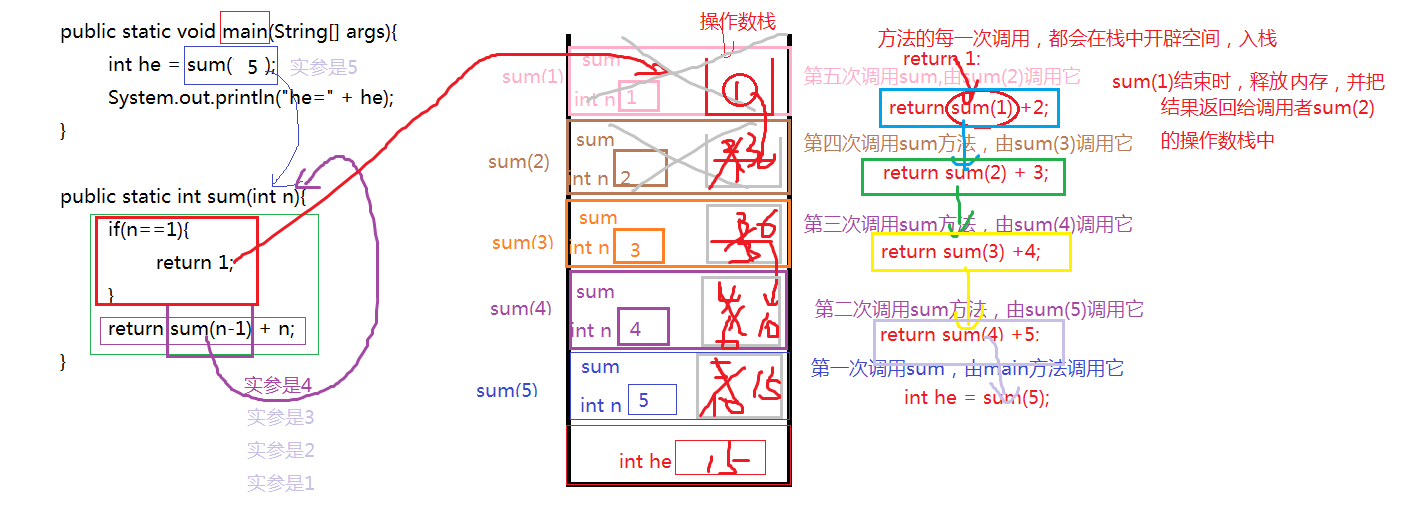 public static void main(String[] args){
int he = sum( 5 ); 实参是5
System.out.println("he=" + he);
}
public static int sum(int n){
if(n==1){
return 1;
}
return sum(n-1) + n;
}
实参是4
实参是3
实参是2
实参是1
操作数栈
sum(1)
sum
int n 1
1
sum(2)
sum
int n 2
3
sum(3)
sum
int n 3
6
sum(4)
sum
int n 4
10
sum(5)
sum
int n 5
15
int he 15
方法的每一次调用，都会在栈中开辟空间，入栈
return 1;
第五次调用sum,由sum(2)调用它
return sum(1) +2;
第四次调用sum方法，由sum(3)调用它
return sum(2) + 3;
第三次调用sum方法，由sum(4)调用它
return sum(3) +4;
第二次调用sum方法，由sum(5)调用它
return sum(4) +5;
第一次调用sum，由main方法调用它
int he = sum(5);
sum(1)结束时，释放内存，并把
结果返回给调用者sum(2)
的操作数栈中